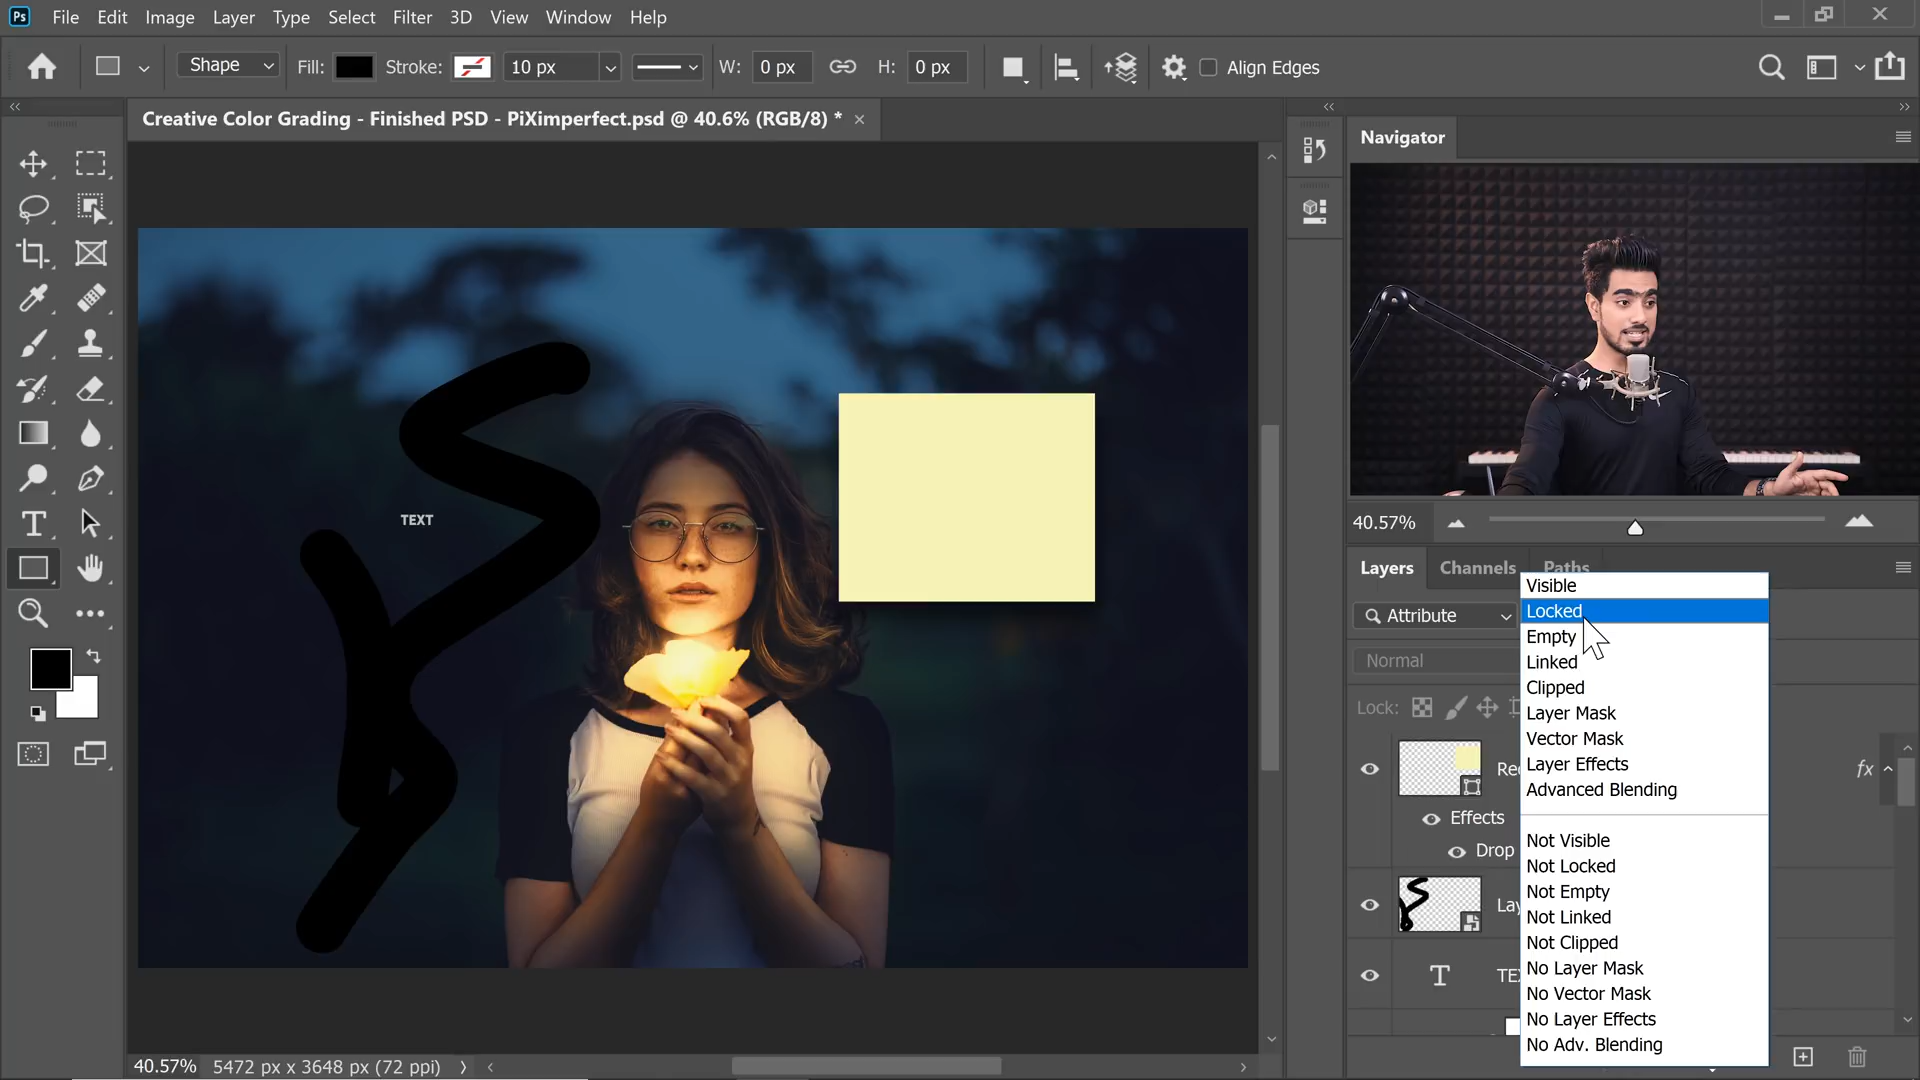 Ps File Edit Image Layer Type Select Filter 3D View Window Help
Shape Fill: Stroke: 10 px W: 0 px H: 0 px Align Edges
Creative Color Grading - Finished PSD - PiXimperfect.psd @ 40.6% (RGB/8) *
Navigator
TEXT
40.57%
Layers Channels Paths
Attribute
Normal
Lock:
Visible
Locked
Empty
Linked
Clipped
Layer Mask
Vector Mask
Layer Effects
Advanced Blending
Not Visible
Not Locked
Not Empty
Not Linked
Not Clipped
No Layer Mask
No Vector Mask
No Layer Effects
No Adv. Blending
Rec fx
Effects
Drop
Lay
T
40.57% 5472 px x 3648 px (72 ppi)